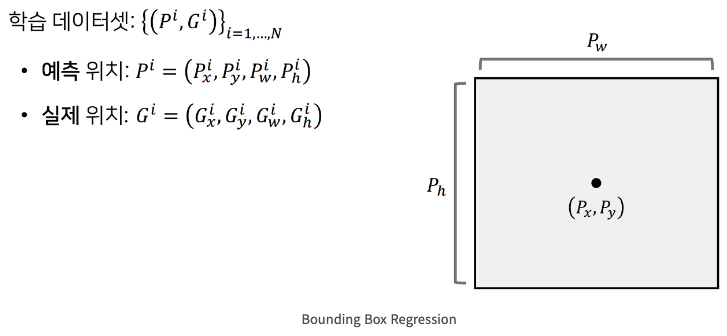 학습 데이터셋: {(P^i, G^i)}_{i=1,…,N}
• 예측 위치: P^i = (P_x^i, P_y^i, P_w^i, P_h^i)
• 실제 위치: G^i = (G_x^i, G_y^i, G_w^i, G_h^i)
P_w
P_h
(P_x, P_y)
Bounding Box Regression